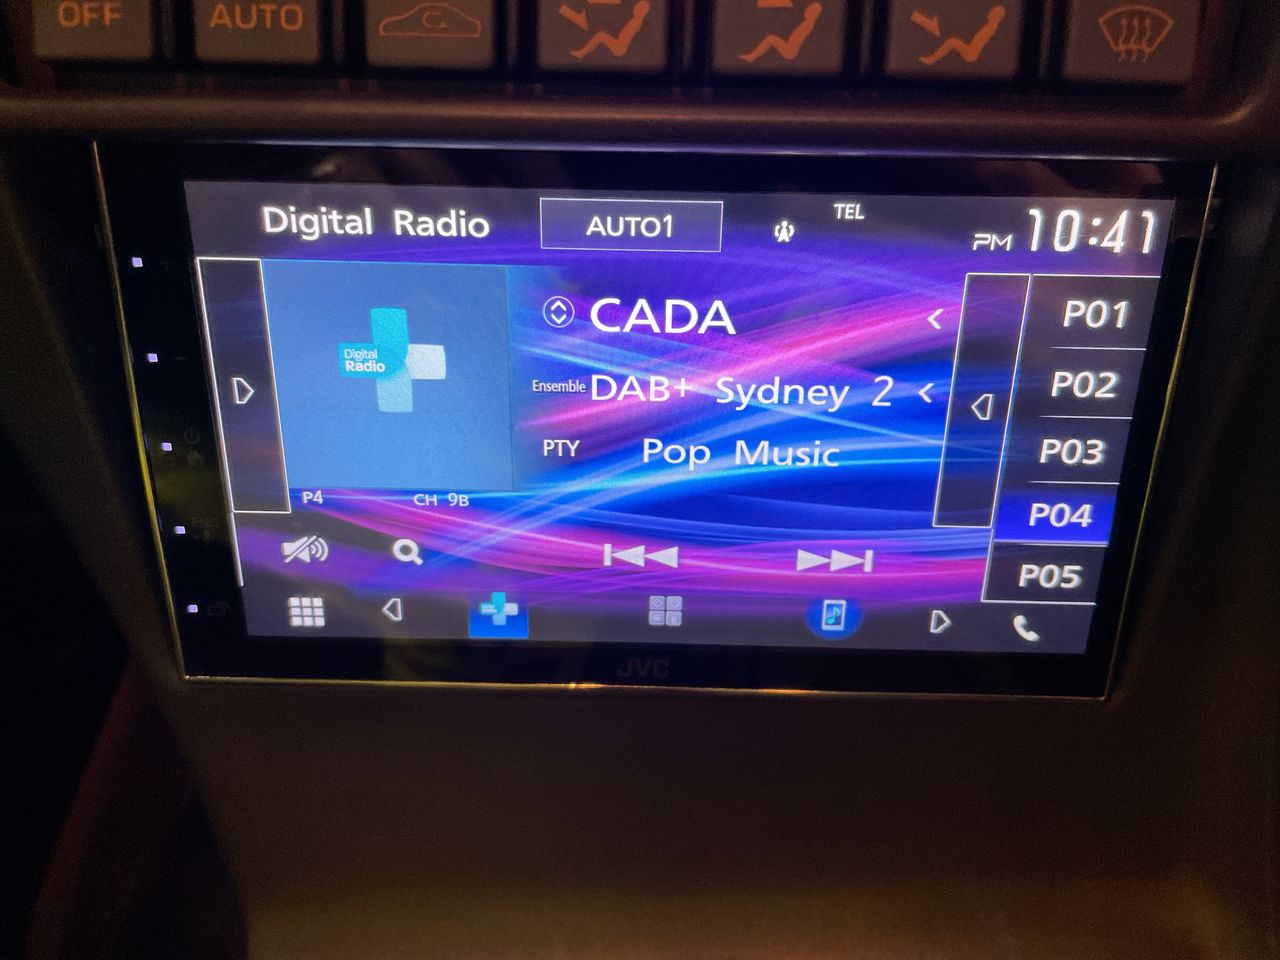 OFF
AUTO
Digital Radio
AUTO1
TEL
PM 10:41
Digital
Radio
CADA
Ensemble DAB+ Sydney 2
PTY Pop Music
P4
CH 9B
P01
P02
P03
P04
P05
JVC